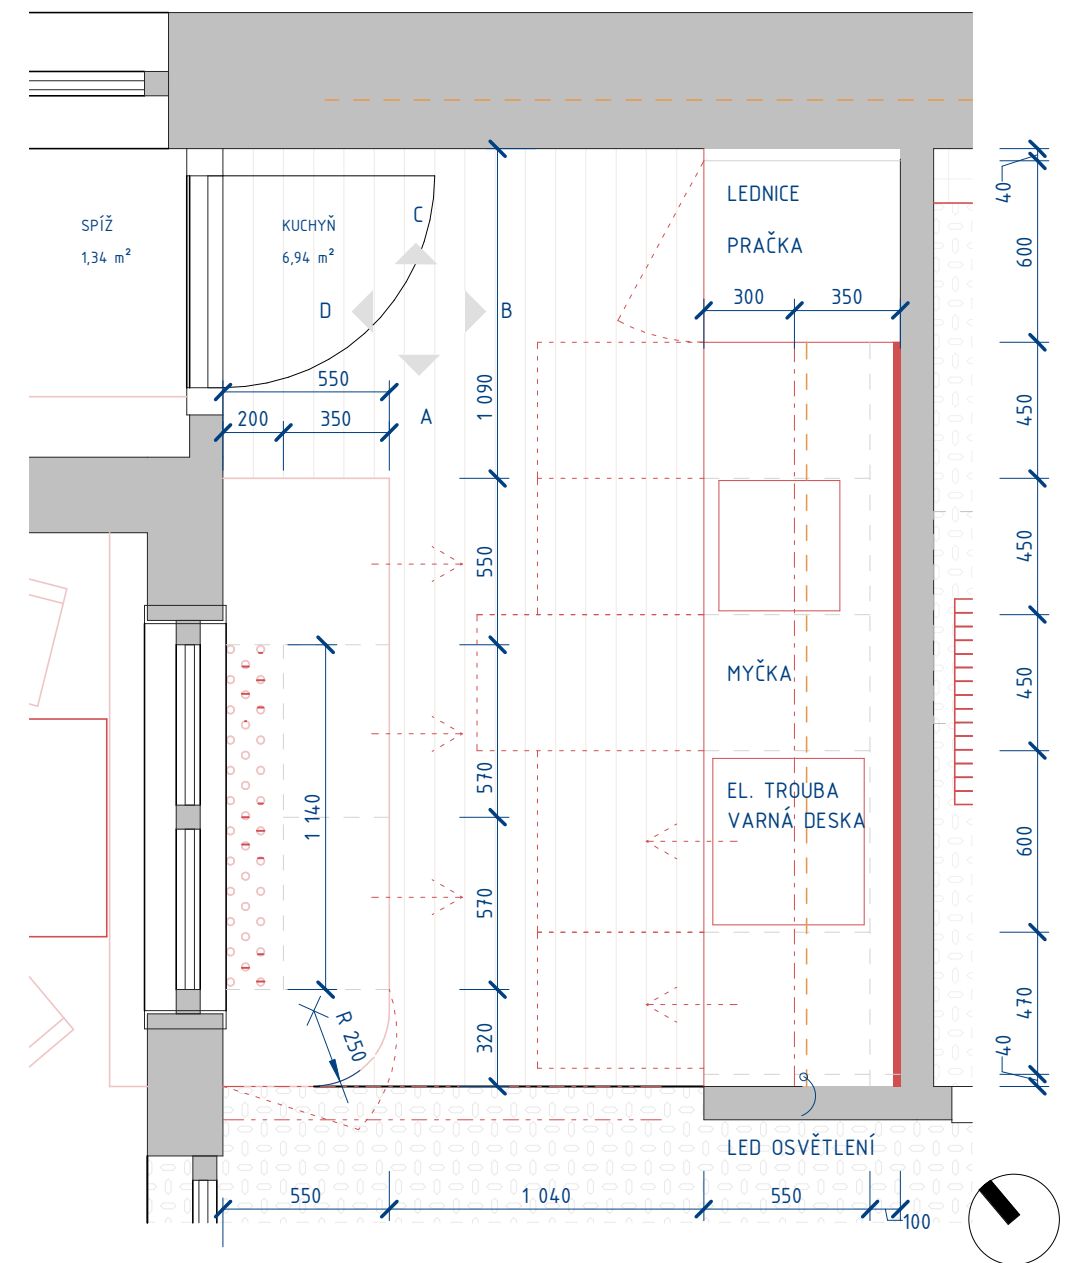 LEDNICE
40
SPÍŽ
KUCHYŇ
C
1,34 m²
6,94 m²
PRAČKA
600
300
350
D
B
550
1 090
200
350
A
450
550
450
MYČKA
450
570
EL. TROUBA
1 140
VARNÁ DESKA
600
570
R 250
320
470
40
LED OSVĚTLENÍ
550
1 040
550
100